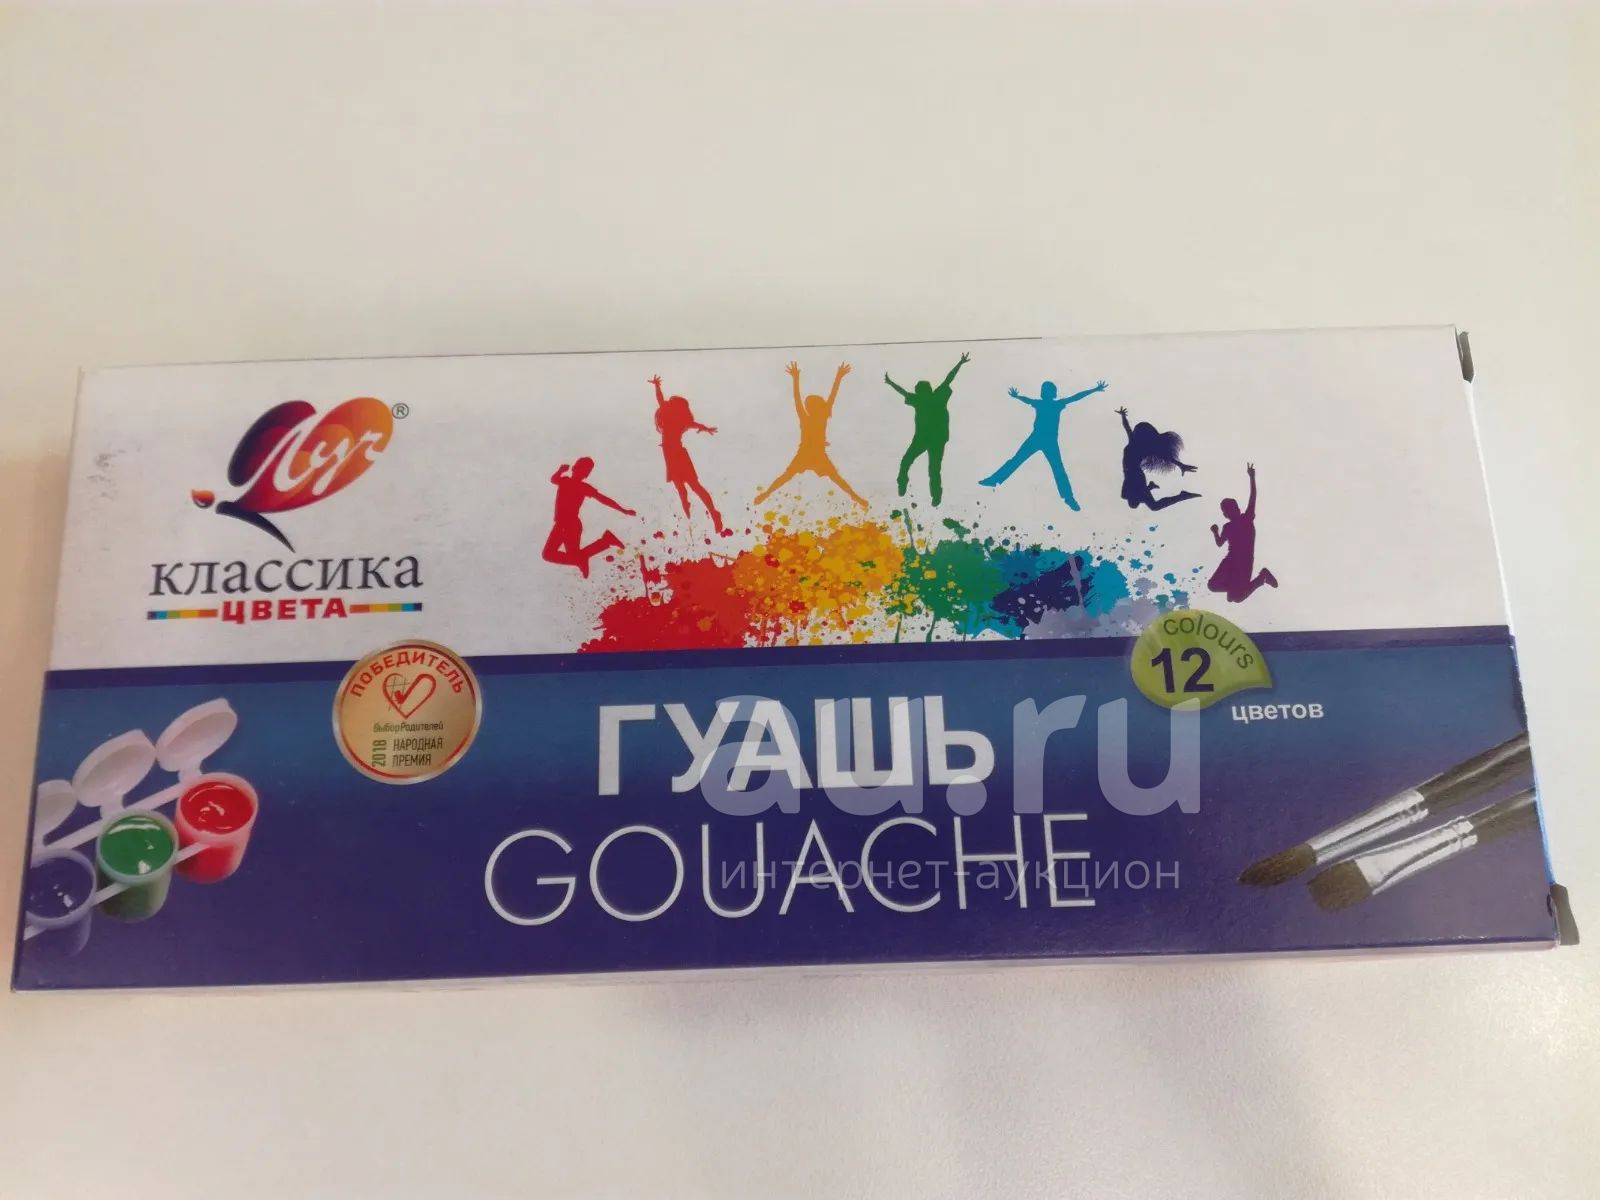 Луч®
классика
ЦВЕТА
ПОБЕДИТЕЛЬ
ВыборРодителей
2018
НАРОДНАЯ
ПРЕМИЯ
colours
12
цветов
ГУАШЬ
GOUACHE
au.ru
интернет-аукцион